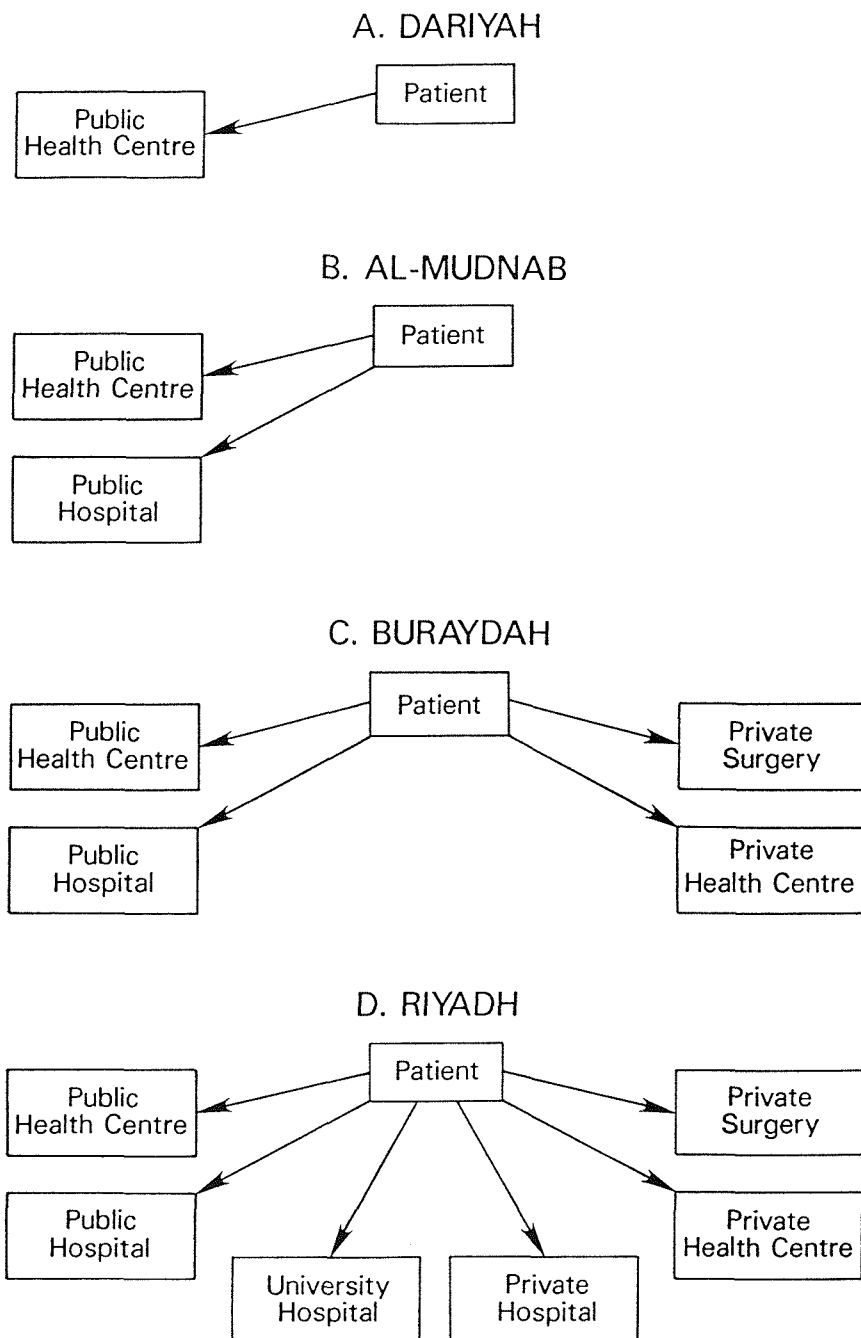 A. DARIYAH
Patient
Public
Health Centre
B. AL-MUDNAB
Patient
Public
Health Centre
Public
Hospital
C. BURAYDAH
Patient
Public
Health Centre
Private
Surgery
Public
Hospital
Private
Health Centre
D. RIYADH
Patient
Public
Health Centre
Private
Surgery
Public
Hospital
Private
Health Centre
University
Hospital
Private
Hospital